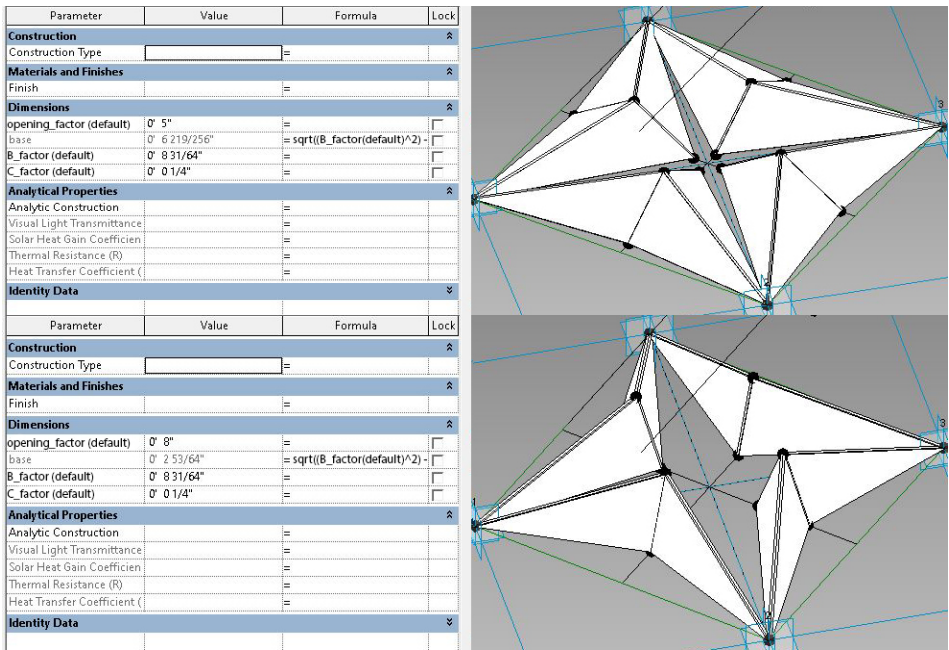 Parameter Value Formula Lock
Construction
Construction Type =
Materials and Finishes
Finish =
Dimensions
opening_factor (default) 0' 5" =
base 0' 6 219/256" = sqrt((B_factor(default)^2) -
B_factor (default) 0' 8 31/64" =
C_factor (default) 0' 0 1/4" =
Analytical Properties
Analytic Construction =
Visual Light Transmittance =
Solar Heat Gain Coefficien =
Thermal Resistance (R) =
Heat Transfer Coefficient ( =
Identity Data
3
2
Parameter Value Formula Lock
Construction
Construction Type =
Materials and Finishes
Finish =
Dimensions
opening_factor (default) 0' 8" =
base 0' 2 53/64" = sqrt((B_factor(default)^2) -
B_factor (default) 0' 8 31/64" =
C_factor (default) 0' 0 1/4" =
Analytical Properties
Analytic Construction =
Visual Light Transmittance =
Solar Heat Gain Coefficien =
Thermal Resistance (R) =
Heat Transfer Coefficient ( =
Identity Data
3
1
2